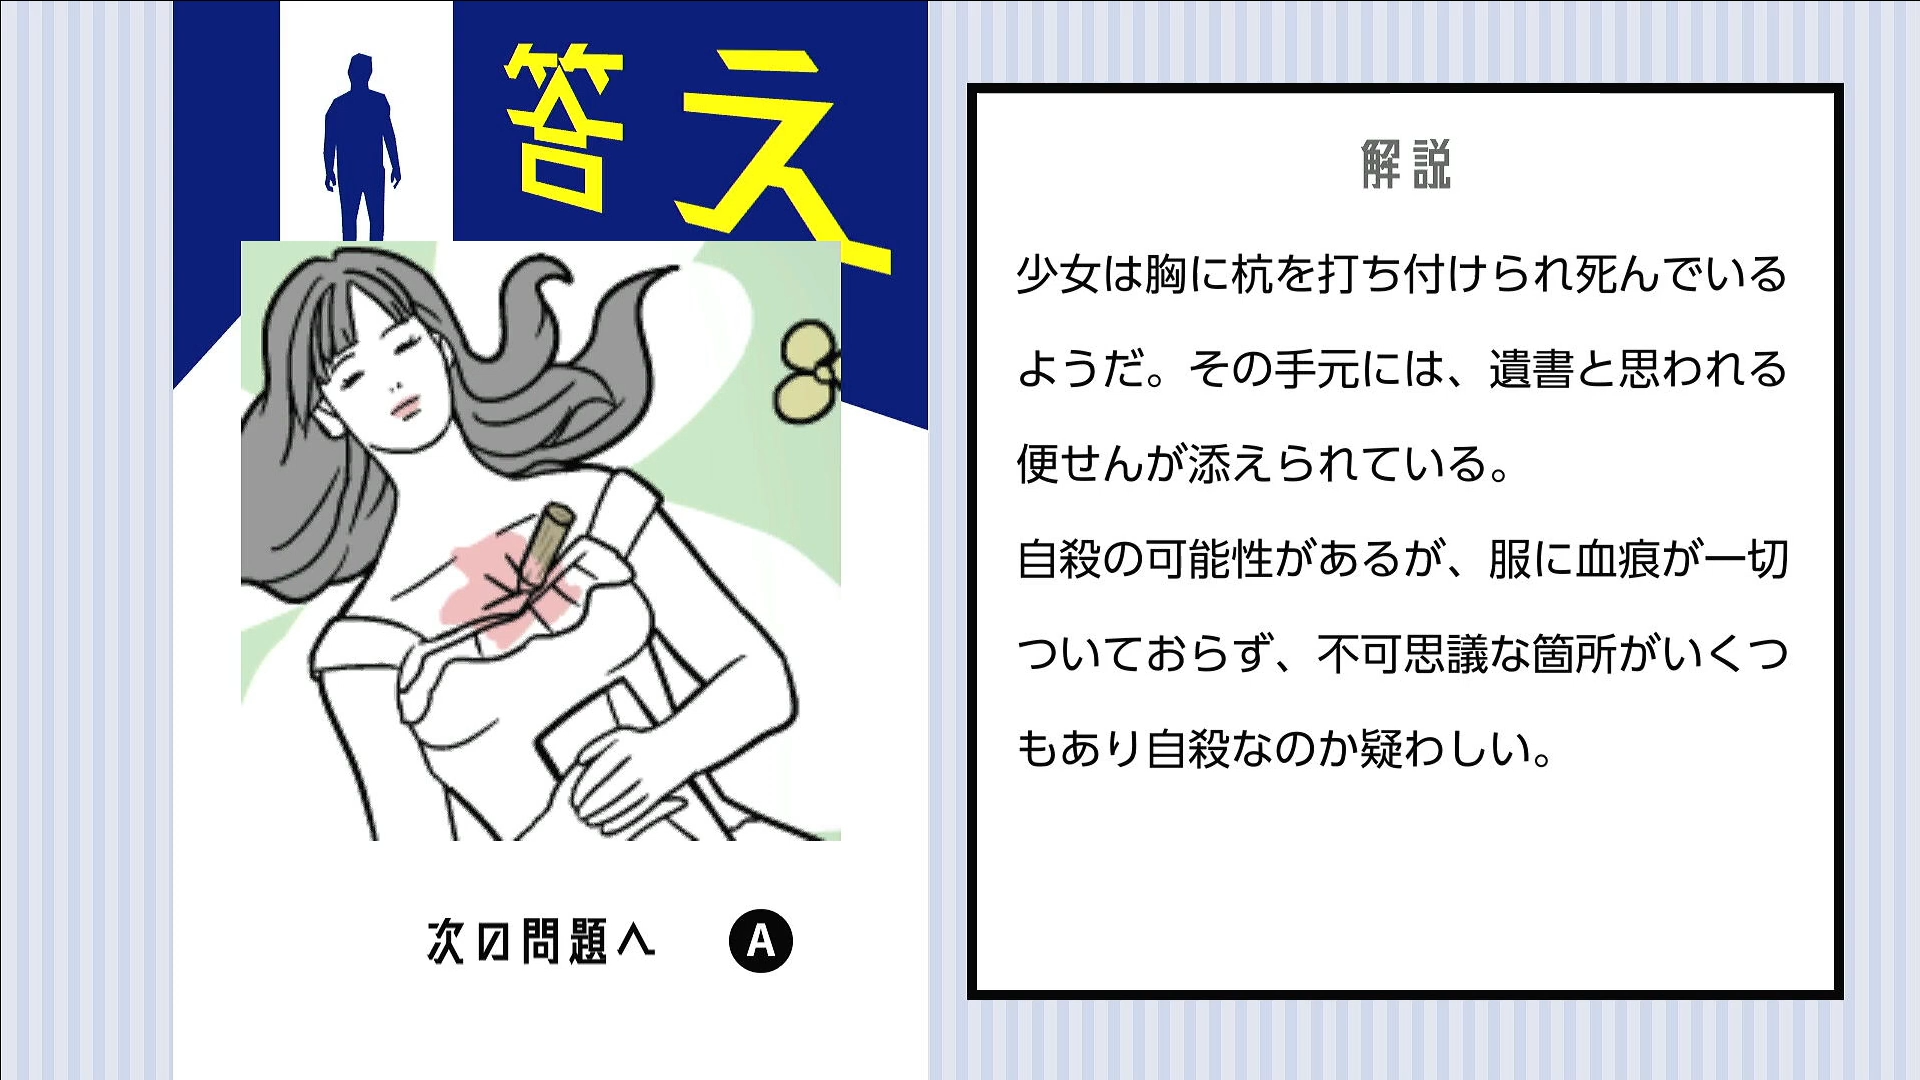 答え
次の問題へ A
解説
少女は胸に杭を打ち付けられ死んでいる
ようだ。その手元には、遺書と思われる
便せんが添えられている。
自殺の可能性があるが、服に血痕が一切
ついておらず、不可思議な箇所がいくつ
もあり自殺なのか疑わしい。